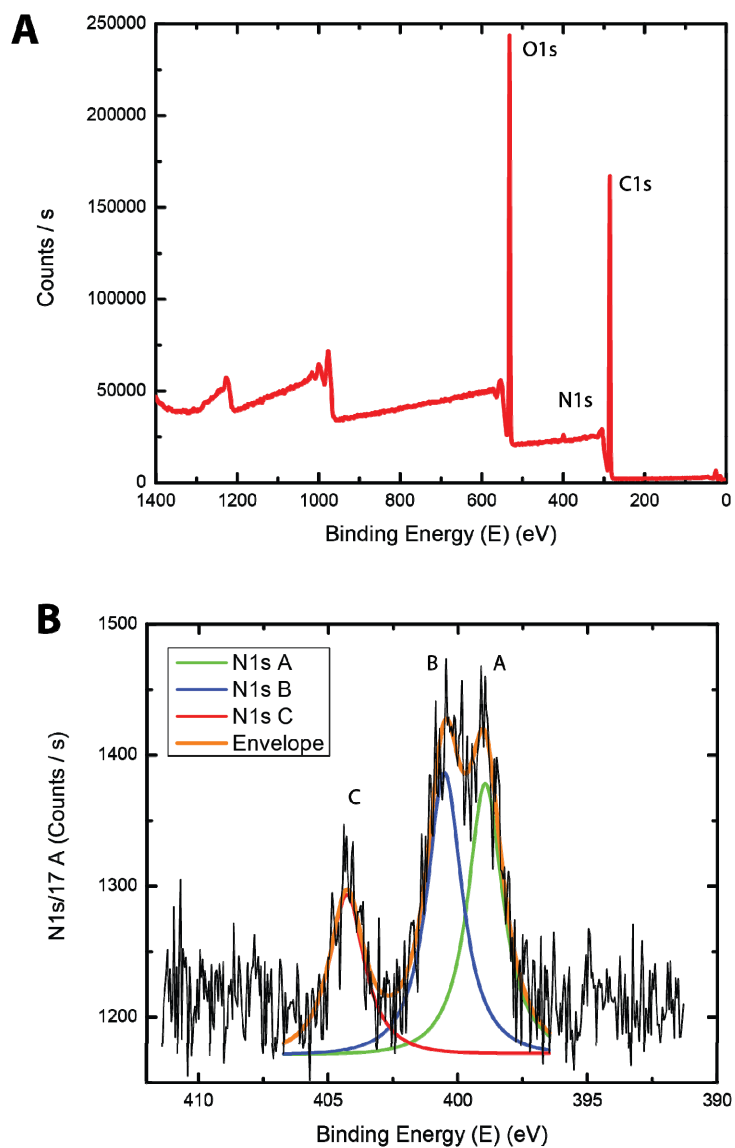 A
250000
200000
150000
100000
50000
0
Counts / s
O1s
C1s
N1s
1400 1200 1000 800 600 400 200 0
Binding Energy (E) (eV)
B
1500
1400
1300
1200
N1s/17 A (Counts / s)
N1s A
N1s B
N1s C
Envelope
B A
C
410 405 400 395 390
Binding Energy (E) (eV)